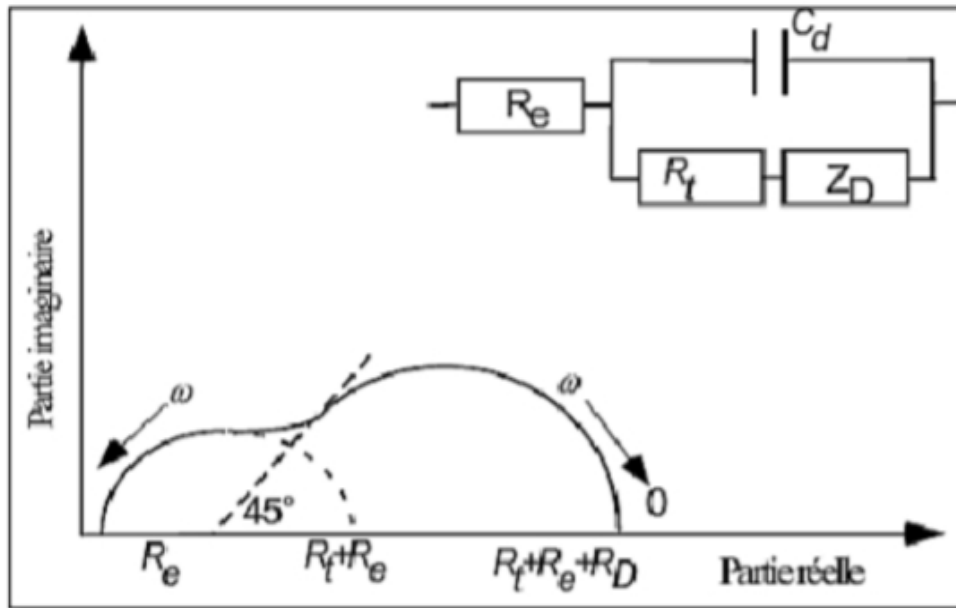 C_d
R_e
R_t
Z_D
Partie imaginaire
ω
ω
45°
0
R_e
R_t+R_e
R_t+R_e+R_D
Partie réelle